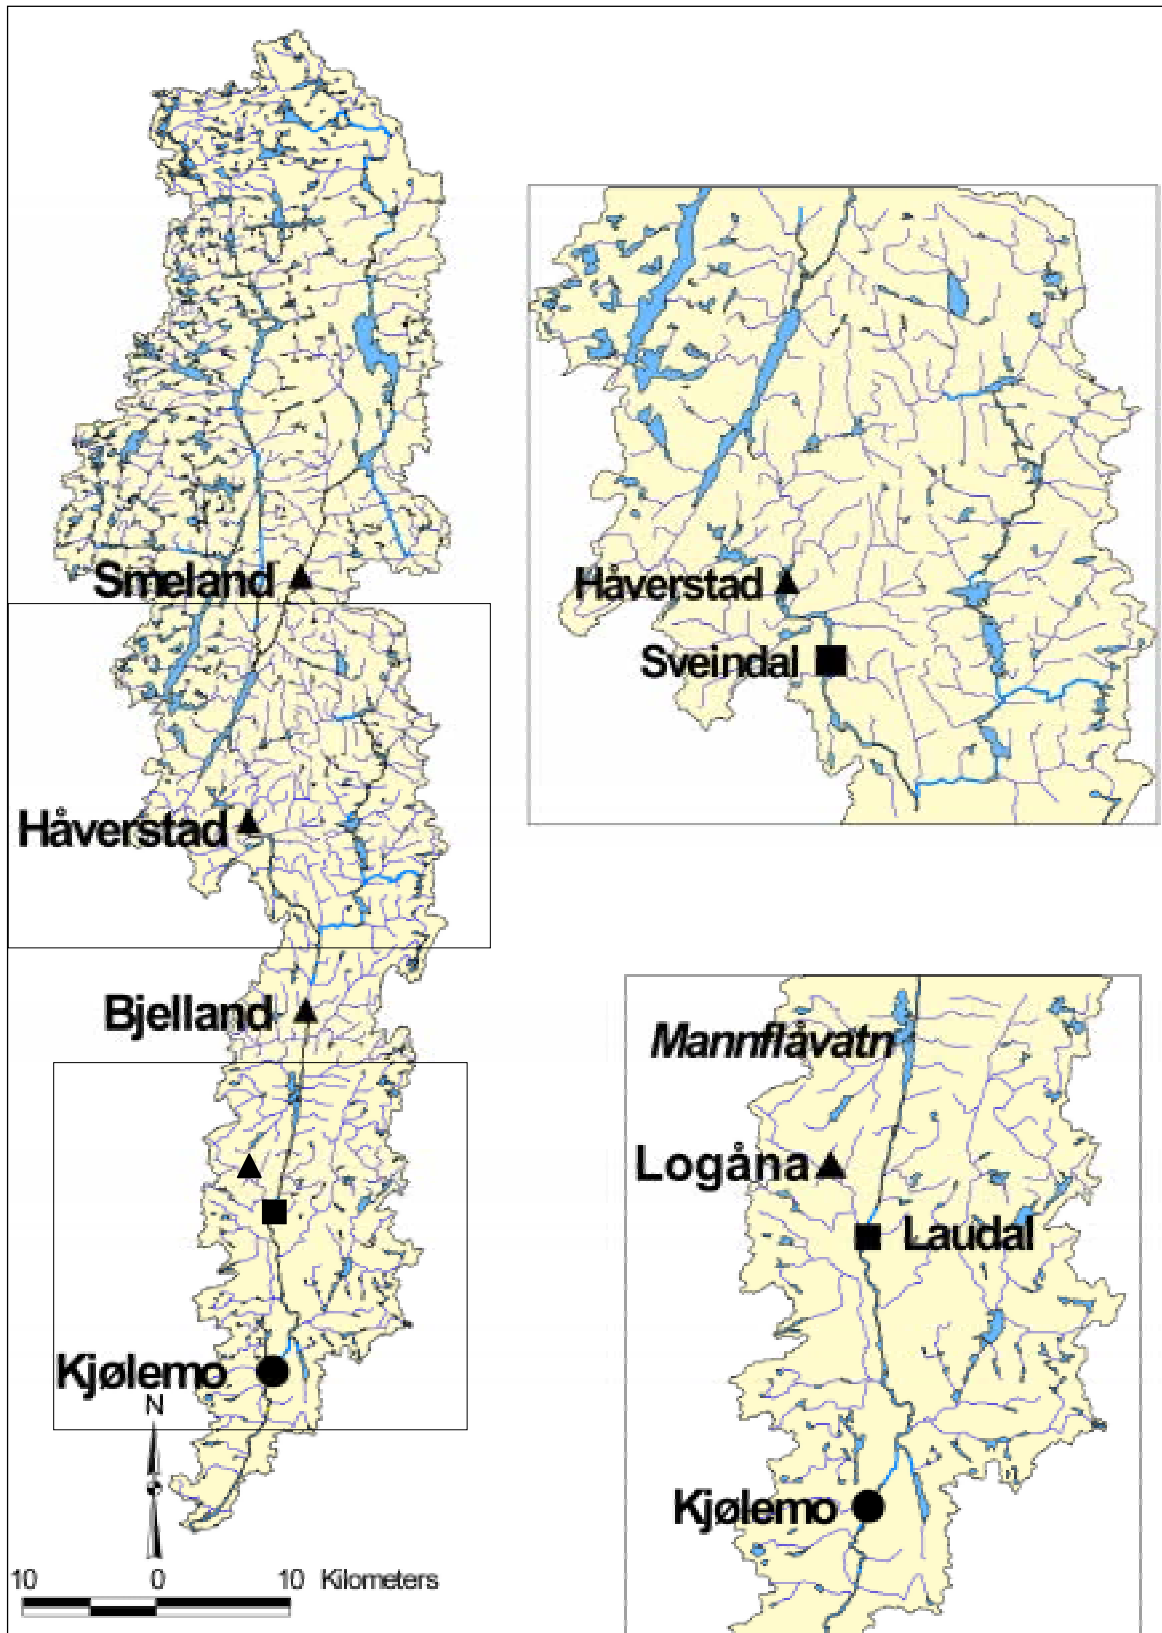 Smeland
Håverstad
Bjelland
Kjølemo
N
10 0 10 Kilometers
Håverstad
Sveindal
Mannflåvatn
Logåna
Laudal
Kjølemo